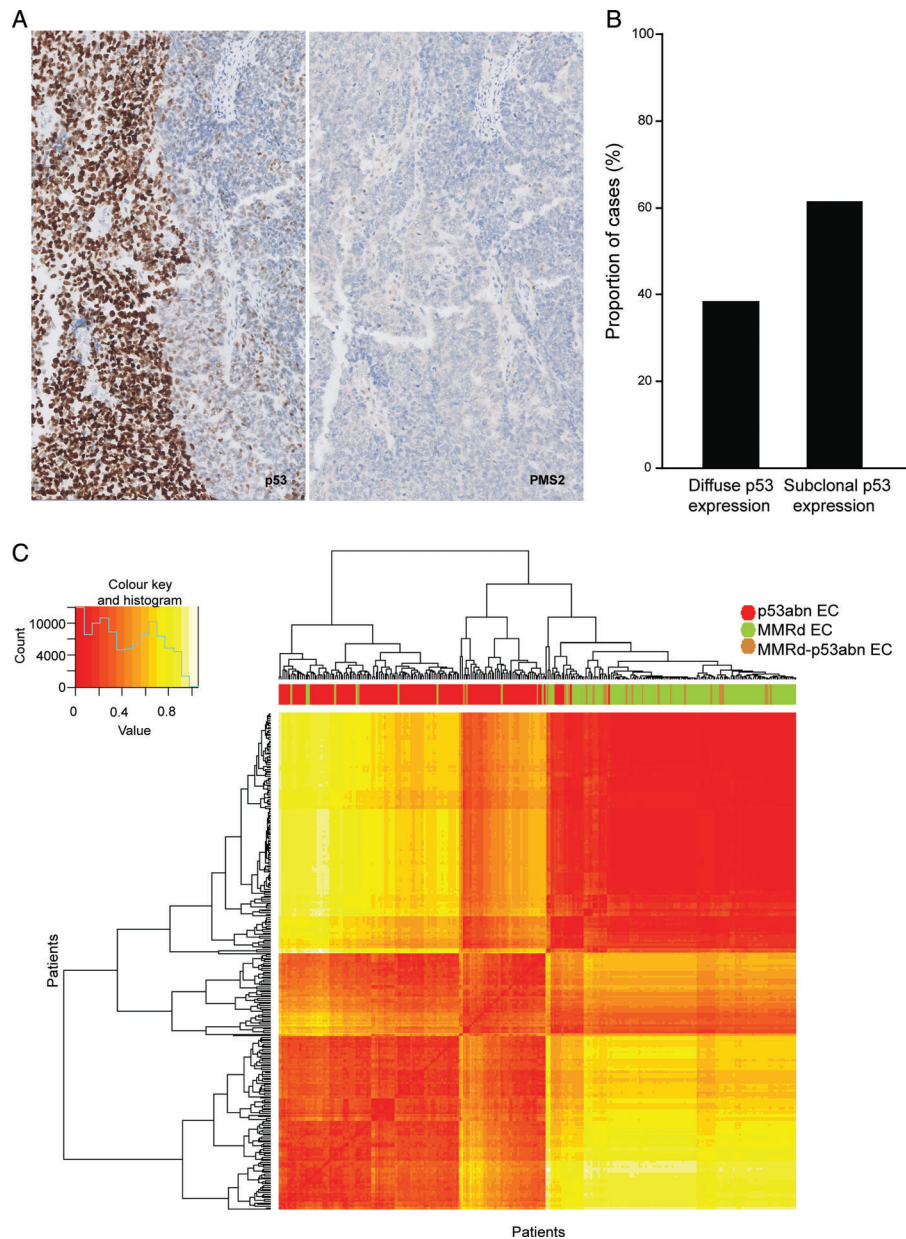 A
p53
PMS2
B
Proportion of cases (%)
100
80
60
40
20
0
Diffuse p53
expression
Subclonal p53
expression
C
Colour key
and histogram
Count
10000
4000
0
0 0.4 0.8
Value
p53abn EC
MMRd EC
MMRd-p53abn EC
Patients
Patients